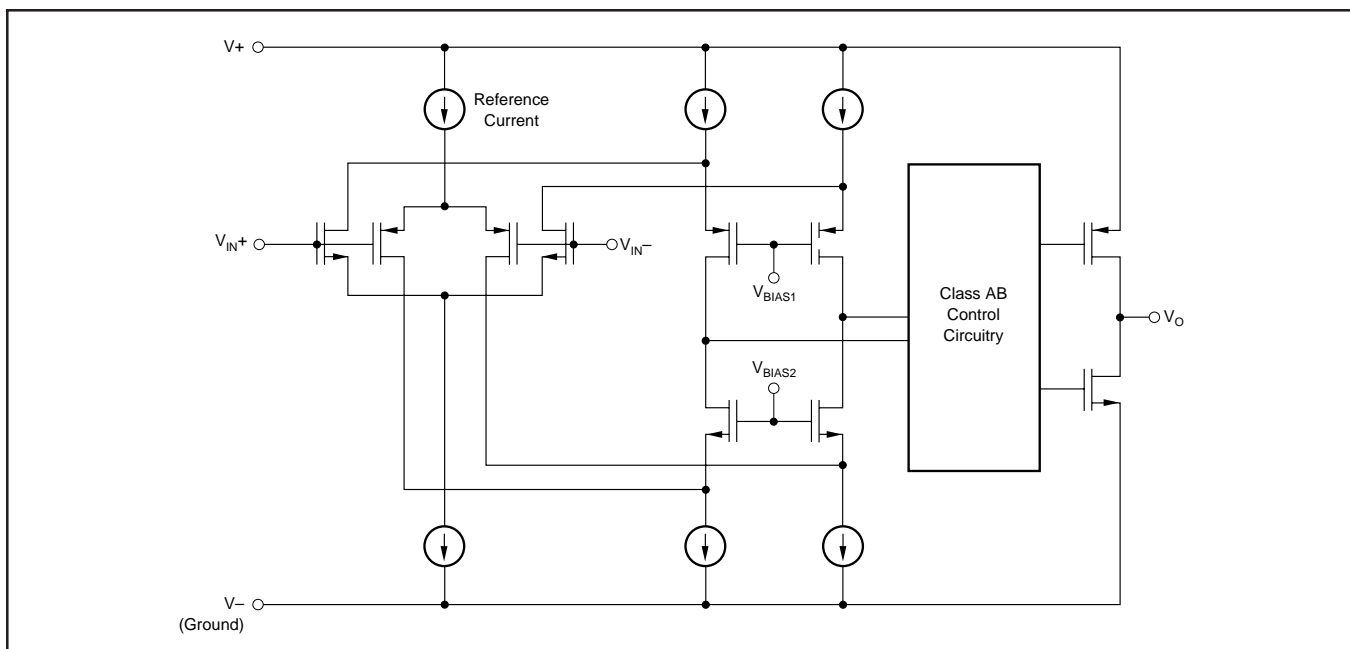 V+
Reference
Current
V_IN+
V_IN−
V_BIAS1
Class AB
Control
Circuitry
V_O
V_BIAS2
V−
(Ground)